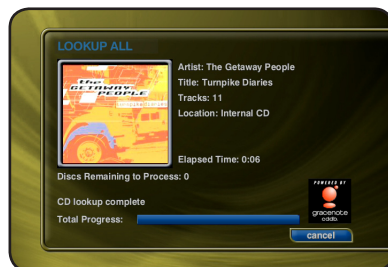 LOOKUP ALL
the
GETAWAY
PEOPLE
Artist: The Getaway People
Title: Turnpike Diaries
Tracks: 11
Location: Internal CD
Elapsed Time: 0:06
Discs Remaining to Process: 0
CD lookup complete
Total Progress:
POWERED BY
gracenote
cddb.
cancel